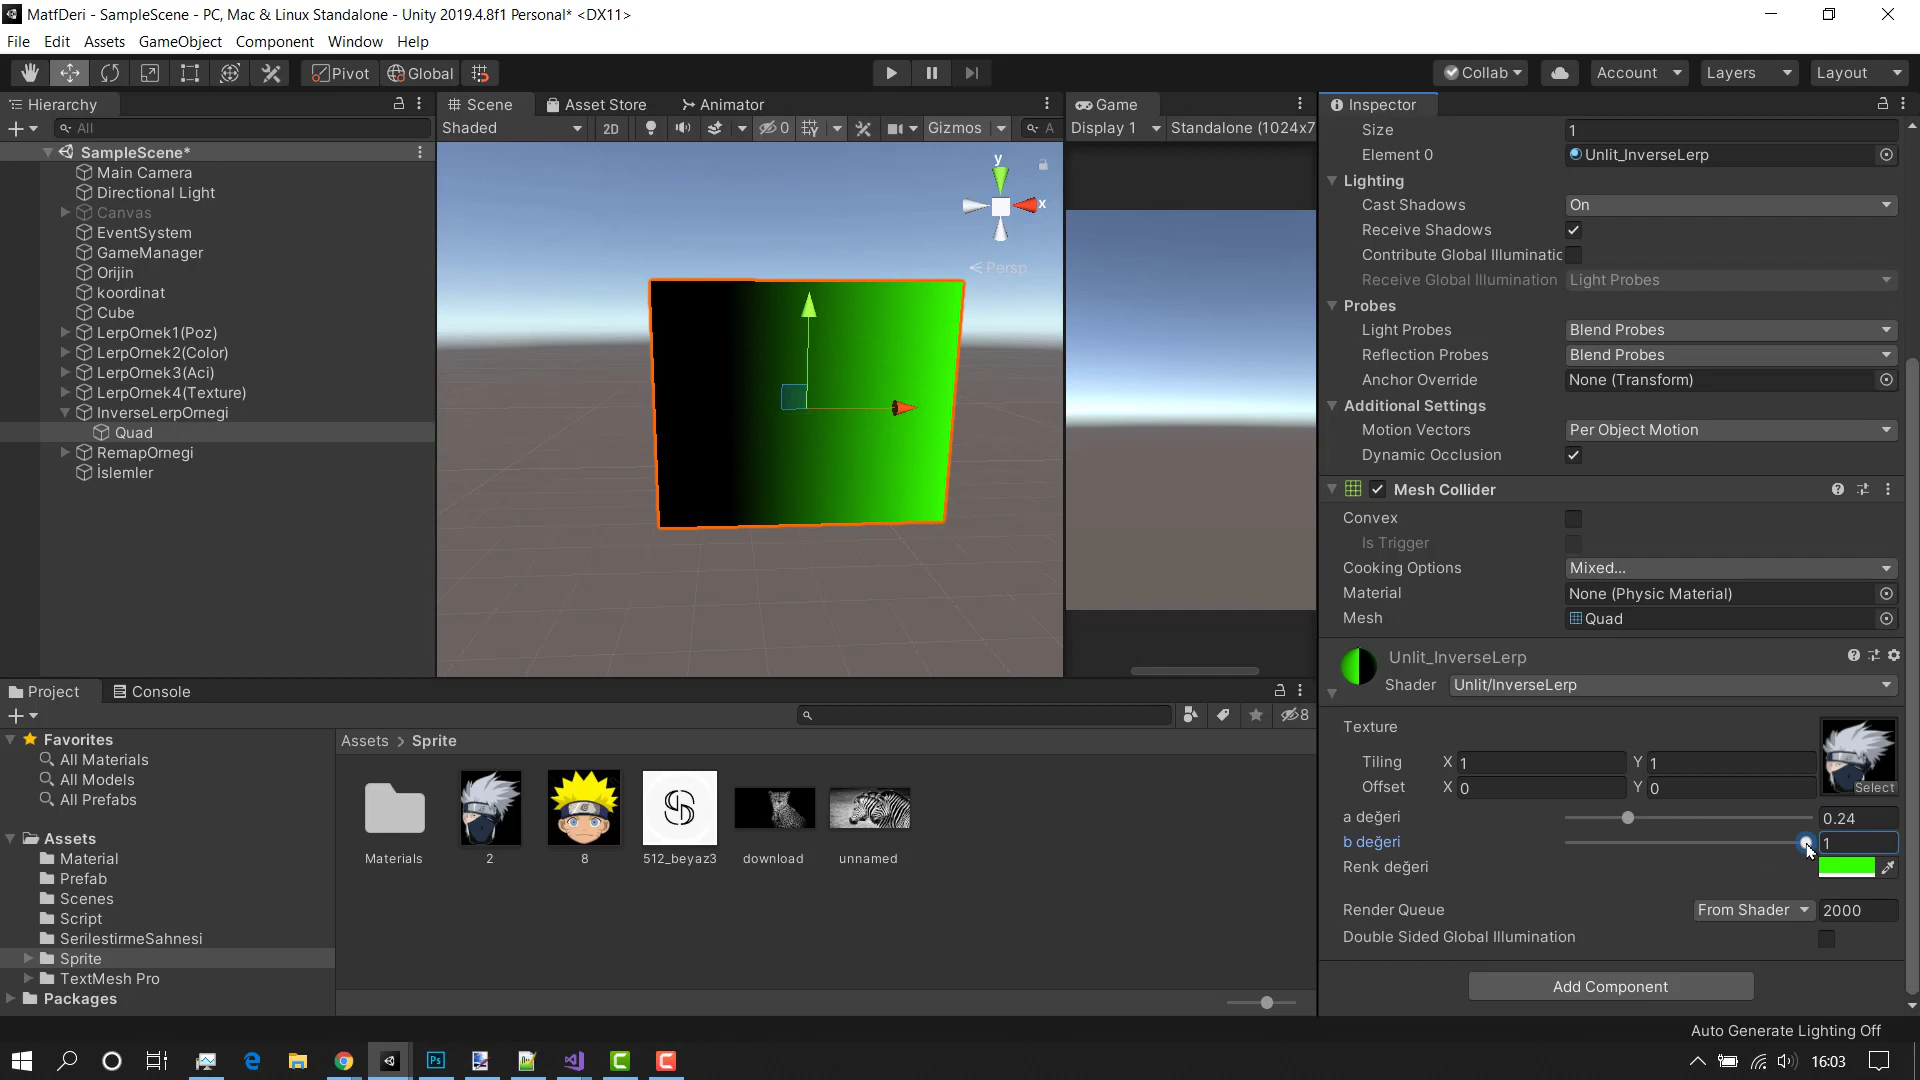 MatfDeri - SampleScene - PC, Mac & Linux Standalone - Unity 2019.4.8f1 Personal* <DX11>
File Edit Assets GameObject Component Window Help
Pivot Global Collab Account Layers Layout
Hierarchy
All
SampleScene*
Main Camera
Directional Light
Canvas
EventSystem
GameManager
Orijin
koordinat
Cube
LerpOrnek1(Poz)
LerpOrnek2(Color)
LerpOrnek3(Aci)
LerpOrnek4(Texture)
InverseLerpOrnegi
Quad
RemapOrnegi
İslemler
Scene Asset Store Animator
Shaded 2D 0 Gizmos A
y
x
Persp
Game
Display 1 Standalone (1024x7
Inspector
Size 1
Element 0 Unlit_InverseLerp
Lighting
Cast Shadows On
Receive Shadows
Contribute Global Illuminatic
Receive Global Illumination Light Probes
Probes
Light Probes Blend Probes
Reflection Probes Blend Probes
Anchor Override None (Transform)
Additional Settings
Motion Vectors Per Object Motion
Dynamic Occlusion
Mesh Collider
Convex
Is Trigger
Cooking Options Mixed...
Material None (Physic Material)
Mesh Quad
Unlit_InverseLerp
Shader Unlit/InverseLerp
Texture
Tiling X 1 Y 1
Offset X 0 Y 0
Select
a değeri 0.24
b değeri 1
Renk değeri
Render Queue From Shader 2000
Double Sided Global Illumination
Add Component
Project Console
8
Favorites
All Materials
All Models
All Prefabs
Assets
Material
Prefab
Scenes
Script
SerilestirmeSahnesi
Sprite
TextMesh Pro
Packages
Assets > Sprite
Materials 2 8 512_beyaz3 download unnamed
Auto Generate Lighting Off
Ps
16:03